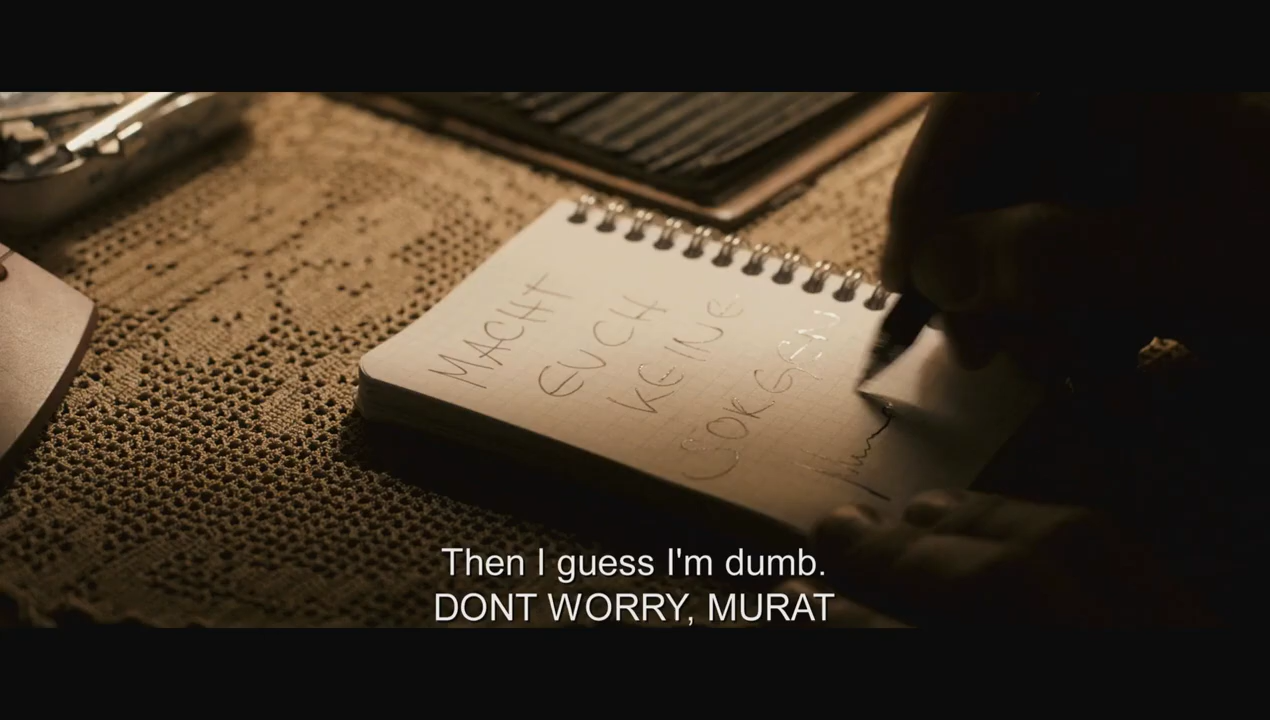 MACHT
EUCH
KEINE
SORGEN
Then I guess I'm dumb.
DONT WORRY, MURAT